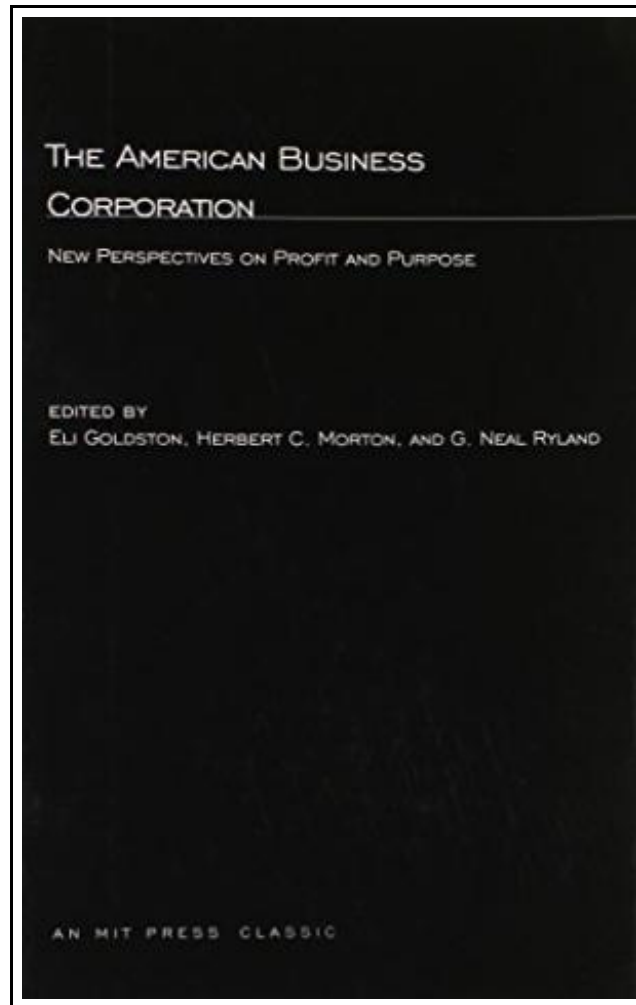 THE AMERICAN BUSINESS
CORPORATION
NEW PERSPECTIVES ON PROFIT AND PURPOSE
EDITED BY
ELI GOLDSTON, HERBERT C. MORTON, AND G. NEAL RYLAND
AN MIT PRESS CLASSIC